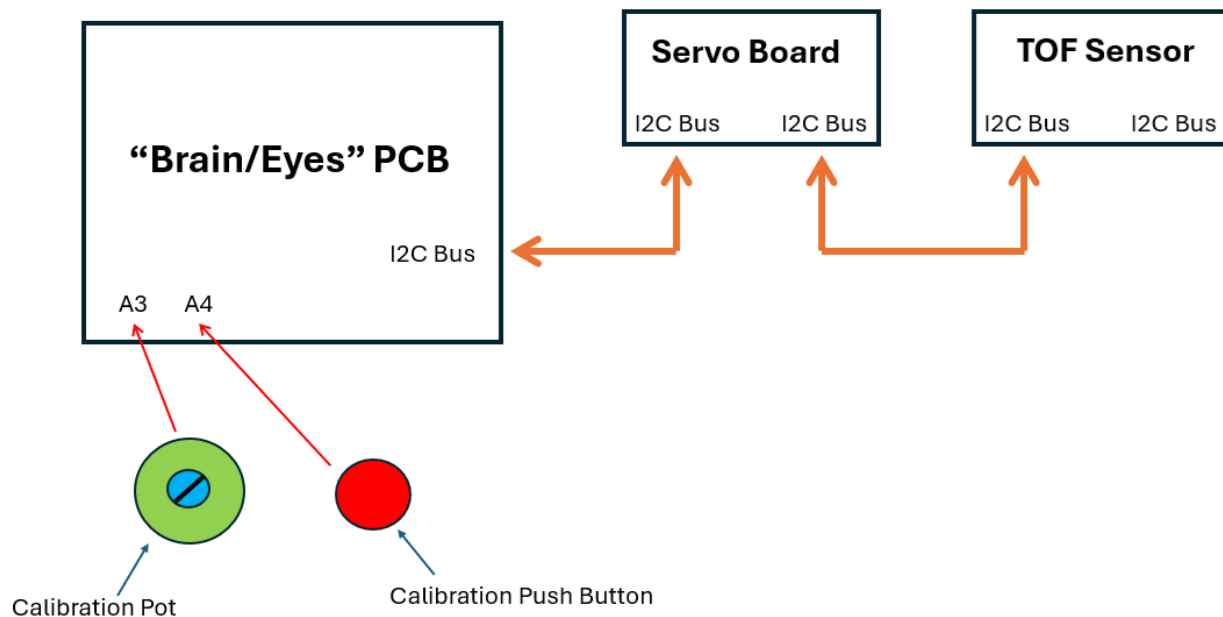 Servo Board
TOF Sensor
I2C Bus
I2C Bus
I2C Bus
I2C Bus
“Brain/Eyes” PCB
I2C Bus
A3
A4
Calibration Pot
Calibration Push Button